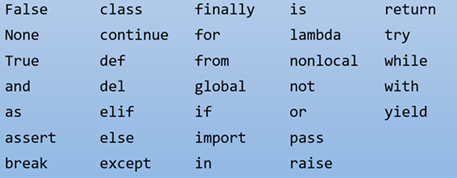 False class finally is return
None continue for lambda try
True def from nonlocal while
and del global not with
as elif if or yield
assert else import pass
break except in raise